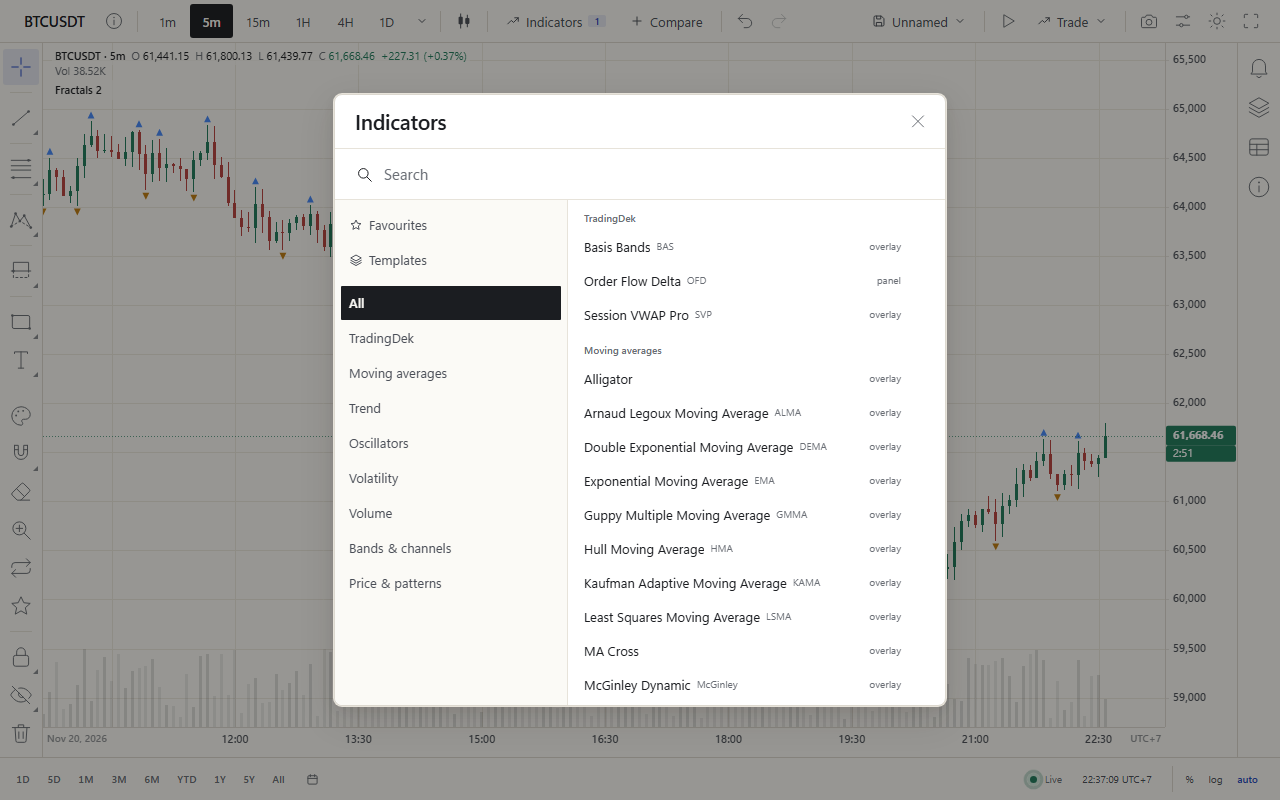 BTCUSDT 1m 5m 15m 1H 4H 1D Indicators 1 Compare Unnamed Trade
BTCUSDT · 5m O 61,441.15 H 61,800.13 L 61,439.77 C 61,668.46 +227.31 (+0.37%)
Vol 38.52K
Fractals 2
Indicators
Search
Favourites
Templates
All
TradingDek
Moving averages
Trend
Oscillators
Volatility
Volume
Bands & channels
Price & patterns
TradingDek
Basis Bands BAS overlay
Order Flow Delta OFD panel
Session VWAP Pro SVP overlay
Moving averages
Alligator overlay
Arnaud Legoux Moving Average ALMA overlay
Double Exponential Moving Average DEMA overlay
Exponential Moving Average EMA overlay
Guppy Multiple Moving Average GMMA overlay
Hull Moving Average HMA overlay
Kaufman Adaptive Moving Average KAMA overlay
Least Squares Moving Average LSMA overlay
MA Cross overlay
McGinley Dynamic McGinley overlay
65,500
65,000
64,500
64,000
63,500
63,000
62,500
62,000
61,668.46
2:51
61,000
60,500
60,000
59,500
59,000
Nov 20, 2026 12:00 13:30 15:00 16:30 18:00 19:30 21:00 22:30 UTC+7
1D 5D 1M 3M 6M YTD 1Y 5Y All Live 22:37:09 UTC+7 % log auto